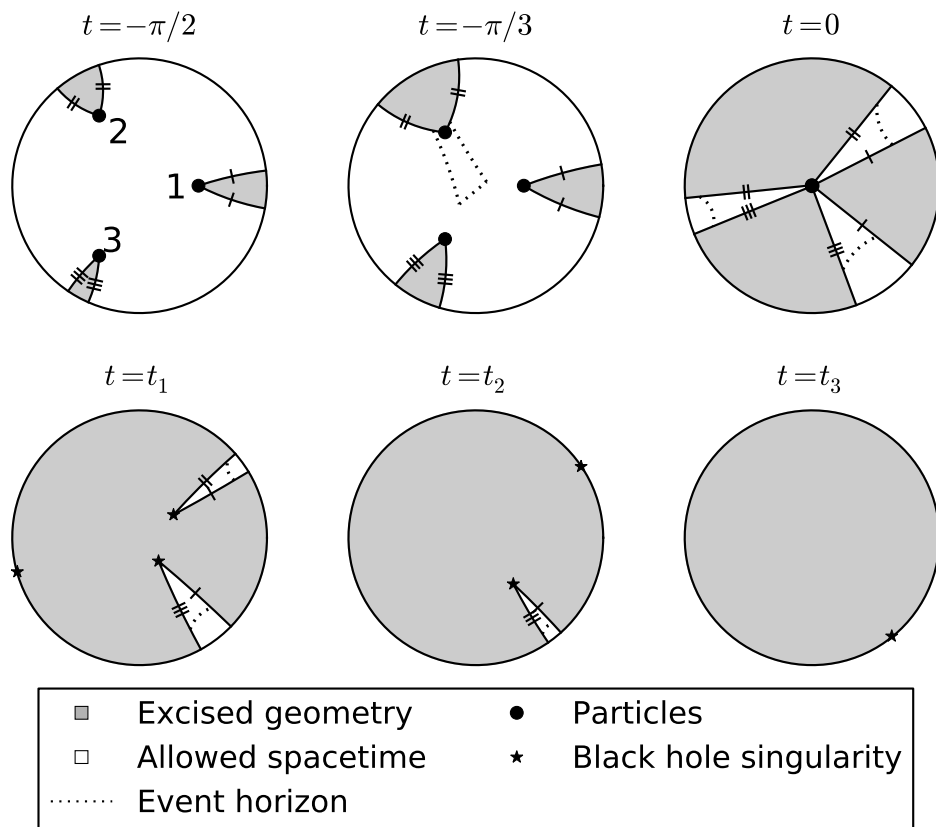 t=−π/2 t=−π/3 t=0
2
1
3
t=t₁ t=t₂ t=t₃
Excised geometry Particles
Allowed spacetime Black hole singularity
Event horizon